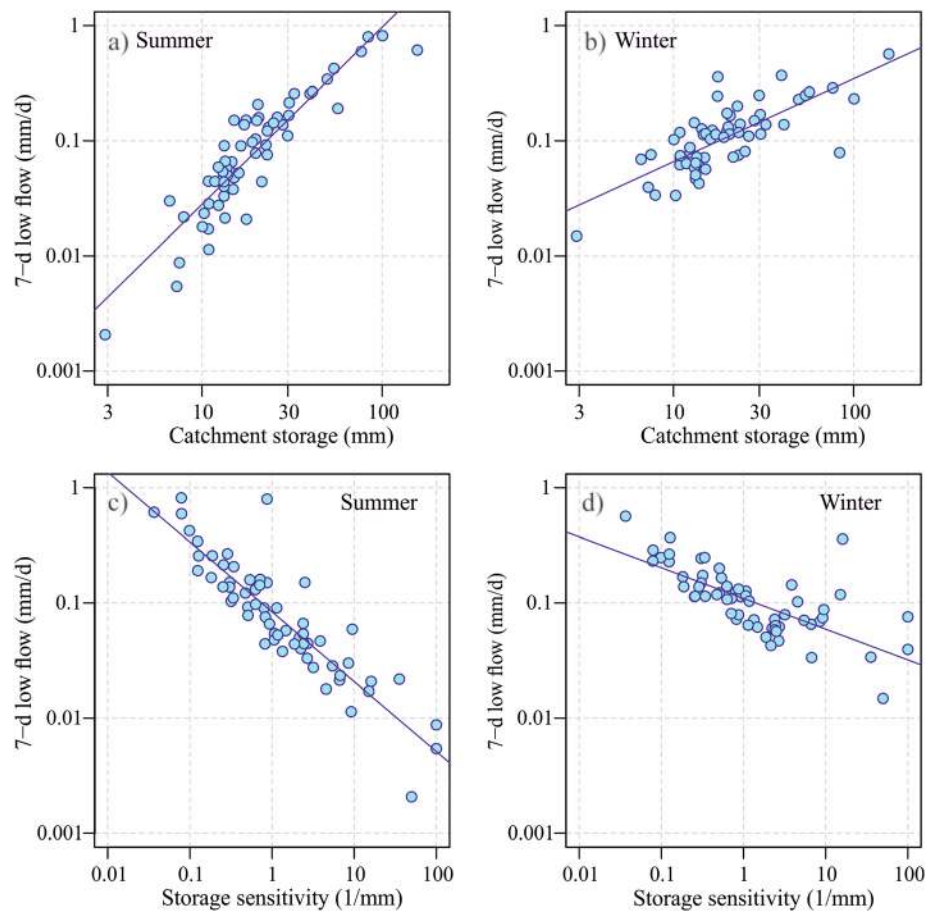 a) Summer
1
0.1
0.01
0.001
7−d low flow (mm/d)
3 10 30 100
Catchment storage (mm)
b) Winter
1
0.1
0.01
0.001
7−d low flow (mm/d)
3 10 30 100
Catchment storage (mm)
c) Summer
1
0.1
0.01
0.001
7−d low flow (mm/d)
0.01 0.1 1 10 100
Storage sensitivity (1/mm)
d) Winter
1
0.1
0.01
0.001
7−d low flow (mm/d)
0.01 0.1 1 10 100
Storage sensitivity (1/mm)